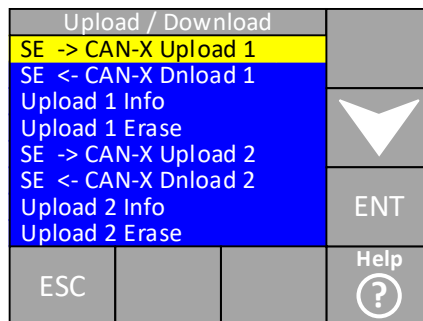 Upload / Download
SE -> CAN-X Upload 1
SE <- CAN-X Dnload 1
Upload 1 Info
Upload 1 Erase
SE -> CAN-X Upload 2
SE <- CAN-X Dnload 2
Upload 2 Info
Upload 2 Erase
ENT
ESC
Help
?